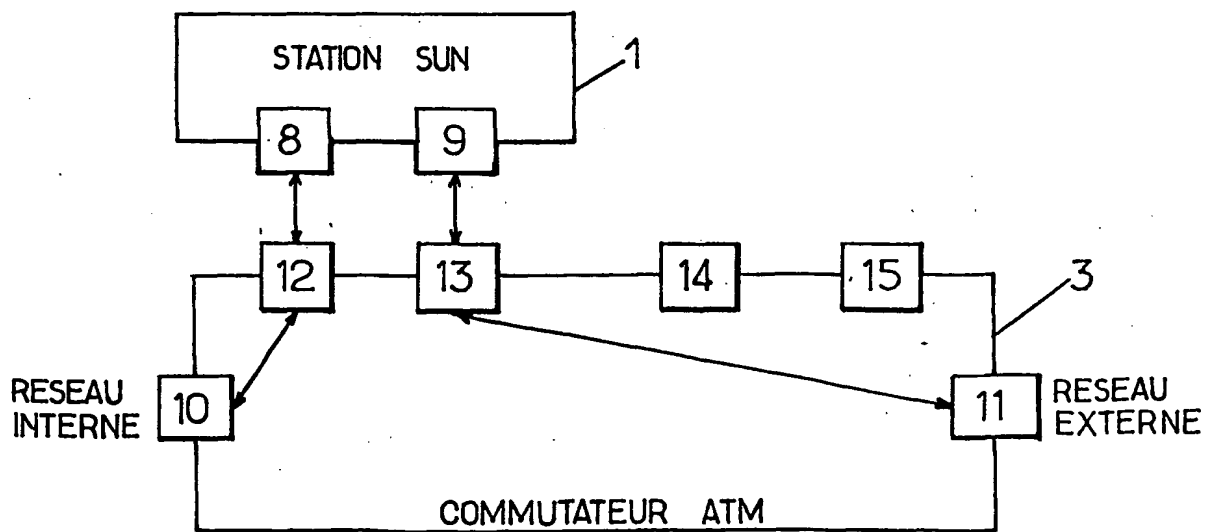 STATION SUN
1
8
9
12
13
14
15
3
RESEAU
INTERNE
10
11
RESEAU
EXTERNE
COMMUTATEUR ATM